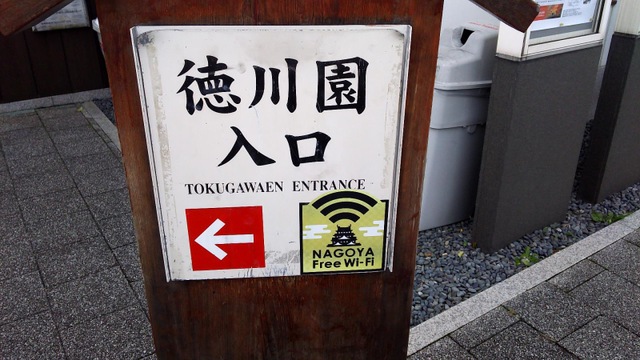 徳川園
入口
TOKUGAWAEN ENTRANCE
NAGOYA
Free Wi-Fi